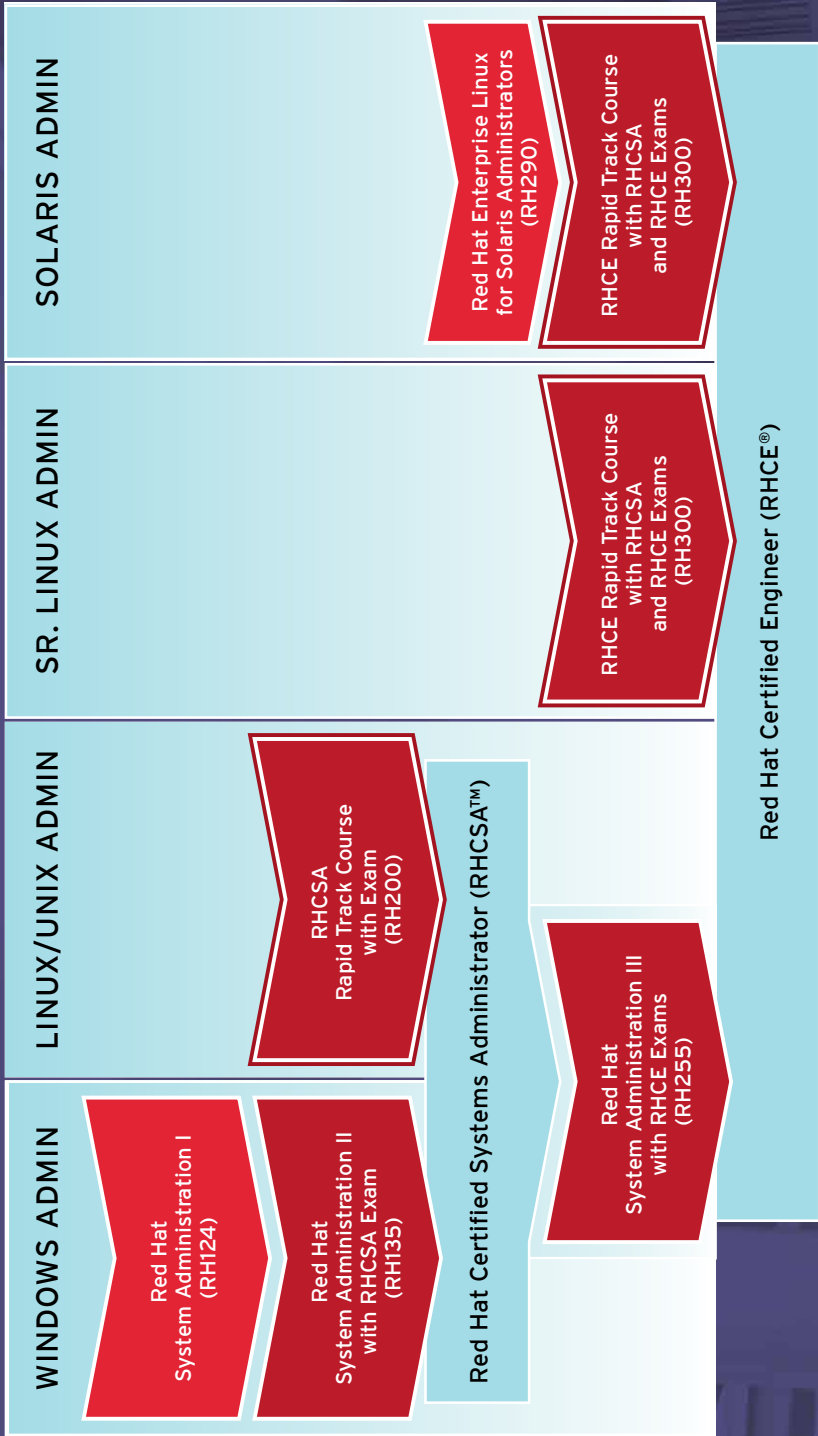 WINDOWS ADMIN
Red Hat
System Administration I
(RH124)
Red Hat
System Administration II
with RHCSA Exam
(RH135)
LINUX/UNIX ADMIN
RHCSA
Rapid Track Course
with Exam
(RH200)
Red Hat Certified Systems Administrator (RHCSA™)
Red Hat
System Administration III
with RHCE Exams
(RH255)
SR. LINUX ADMIN
RHCE Rapid Track Course
with RHCSA
and RHCE Exams
(RH300)
SOLARIS ADMIN
Red Hat Enterprise Linux
for Solaris Administrators
(RH290)
RHCE Rapid Track Course
with RHCSA
and RHCE Exams
(RH300)
Red Hat Certified Engineer (RHCE®)